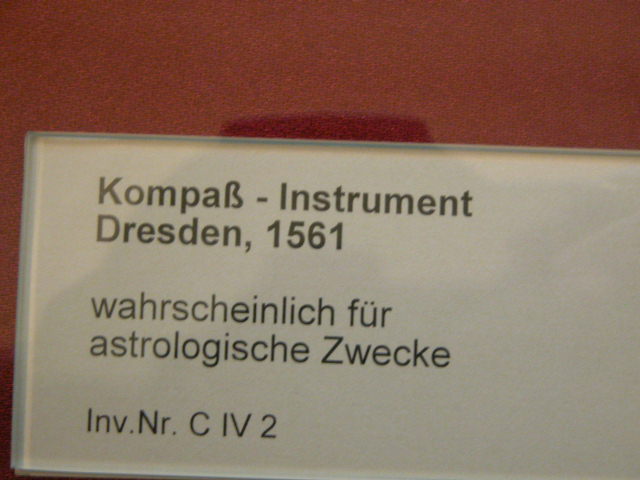 Kompaß - Instrument
Dresden, 1561
wahrscheinlich für
astrologische Zwecke
Inv.Nr. C IV 2